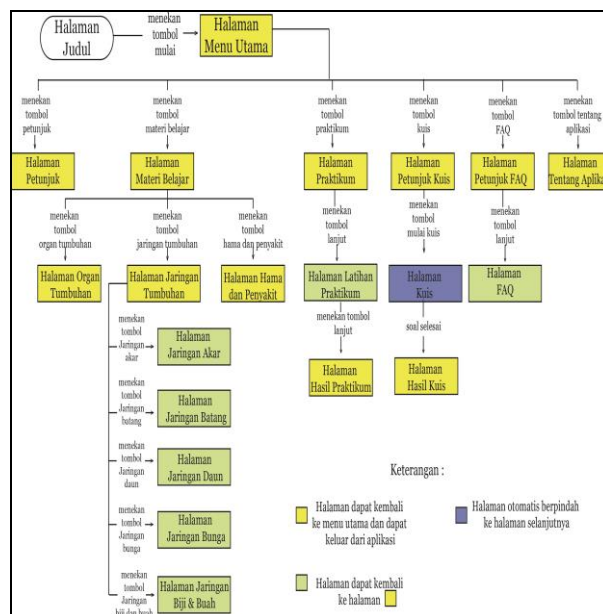 Halaman
Judul
menekan
tombol
mulai
Halaman
Menu Utama
menekan
tombol
petunjuk
menekan
tombol
materi belajar
menekan
tombol
praktikum
menekan
tombol
kuis
menekan
tombol
FAQ
menekan
tombol tentang
aplikasi
Halaman
Petunjuk
Halaman
Materi Belajar
Halaman
Praktikum
Halaman
Petunjuk Kuis
Halaman
Petunjuk FAQ
Halaman
Tentang Aplika
menekan
tombol
organ tumbuhan
menekan
tombol
jaringan tumbuhan
menekan
tombol
hama dan penyakit
menekan
tombol
lanjut
menekan
tombol
mulai kuis
menekan
tombol
lanjut
Halaman Organ
Tumbuhan
Halaman Jaringan
Tumbuhan
Halaman Hama
dan Penyakit
Halaman Latihan
Praktikum
Halaman
Kuis
Halaman
FAQ
menekan tombol
lanjut
soal selesai
Halaman
Hasil Praktikum
Halaman
Hasil Kuis
menekan
tombol
Jaringan
akar
Halaman
Jaringan Akar
menekan
tombol
Jaringan
batang
Halaman
Jaringan Batang
menekan
tombol
Jaringan
daun
Halaman
Jaringan Daun
menekan
tombol
Jaringan
bunga
Halaman
Jaringan Bunga
menekan
tombol
Jaringan
biji dan buah
Halaman Jaringan
Biji & Buah
Keterangan :
Halaman dapat kembali
ke menu utama dan dapat
keluar dari aplikasi
Halaman otomatis berpindah
ke halaman selanjutnya
Halaman dapat kembali
ke halaman